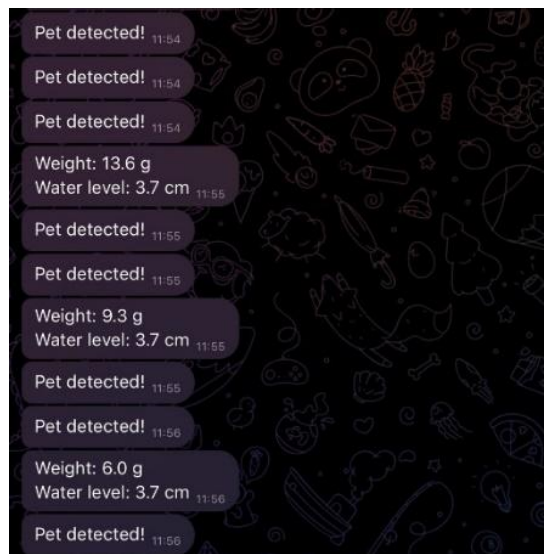 Pet detected! 11:54
Pet detected! 11:54
Pet detected! 11:54
Weight: 13.6 g
Water level: 3.7 cm 11:55
Pet detected! 11:55
Pet detected! 11:55
Weight: 9.3 g
Water level: 3.7 cm 11:55
Pet detected! 11:55
Pet detected! 11:56
Weight: 6.0 g
Water level: 3.7 cm 11:56
Pet detected! 11:56